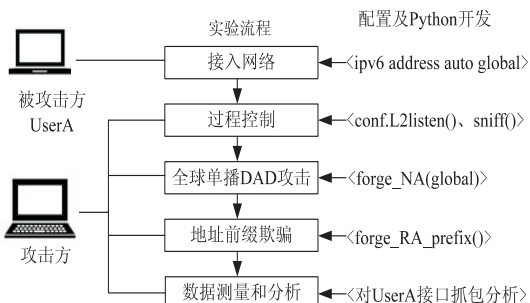 实验流程
配置及Python开发
接入网络
<ipv6 address auto global>
被攻击方
UserA
过程控制
<conf.L2listen()、sniff()>
全球单播DAD攻击
<forge_NA(global)>
地址前缀欺骗
<forge_RA_prefix()>
攻击方
数据测量和分析
<对UserA接口抓包分析>